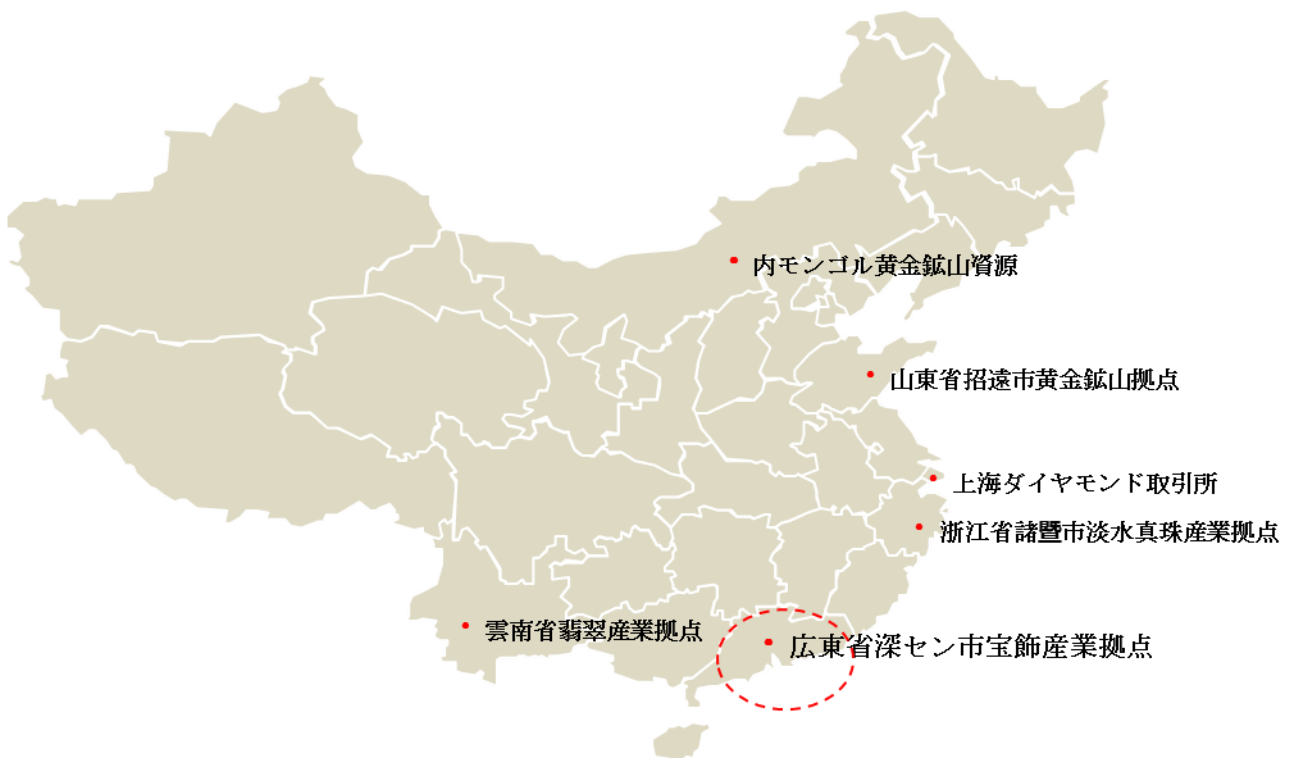 内モンゴル黄金鉱山資源
山東省招遠市黄金鉱山拠点
上海ダイヤモンド取引所
浙江省諸暨市淡水真珠産業拠点
雲南省翡翠産業拠点
広東省深セン市宝飾産業拠点